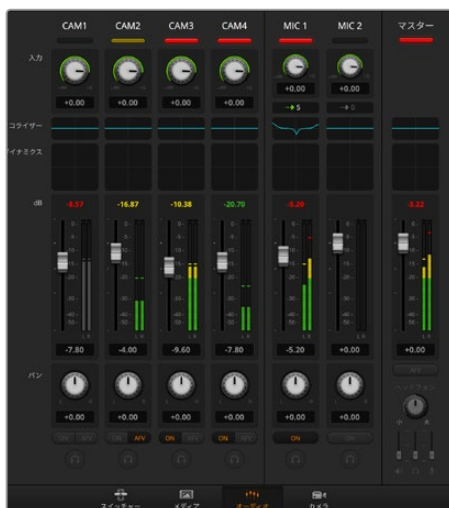 CAM1 CAM2 CAM3 CAM4 MIC 1 MIC 2 マスター
入力
+0.00 +0.00 +0.00 +0.00 +0.00 +0.00
5 0
コライザー
イナミクス
dB -8.57 -16.87 -10.38 -20.70 -5.20 -3.22
-7.80 -4.00 -9.60 -7.80 -5.20 +0.00 +0.00
パン
+0.00 +0.00 +0.00 +0.00 +0.00 +0.00
AFV
ヘッドフォン
ON AFV ON AFV ON AFV ON AFV ON ON
スイッチャー メディア オーディオ カメラ